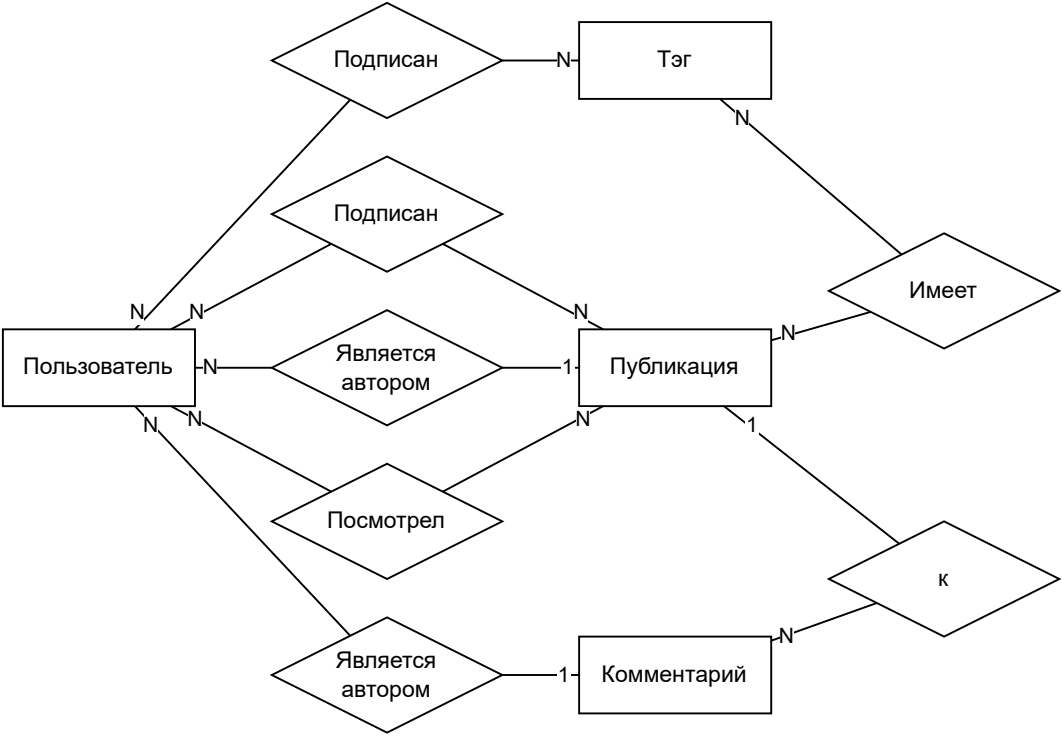 Подписан
N
Тэг
N
Подписан
Имеет
N
N
N
N
Пользователь
N
Является
автором
1
Публикация
N
N
N
1
Посмотрел
к
N
Является
автором
1
Комментарий
N